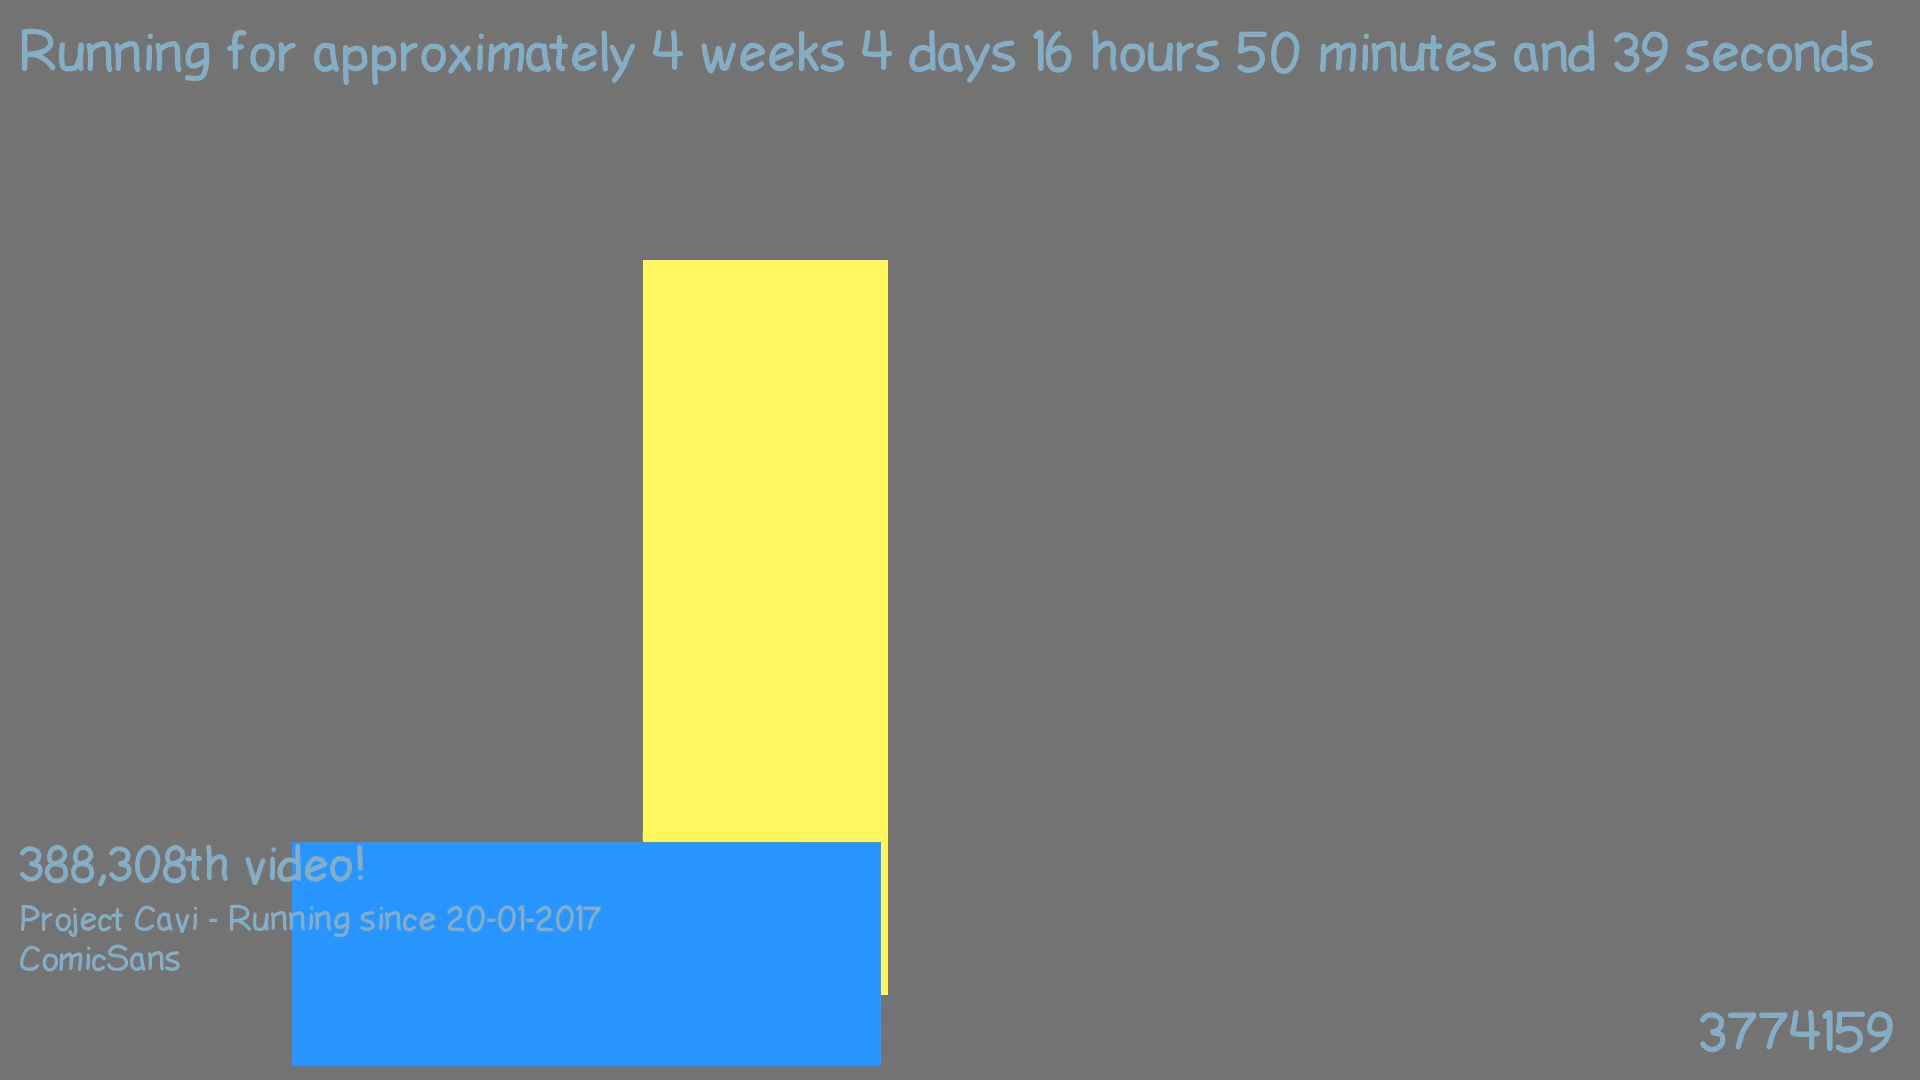 Running for approximately 4 weeks 4 days 16 hours 50 minutes and 39 seconds
388,308th video!
Project Cavi - Running since 20-01-2017
ComicSans
3774159